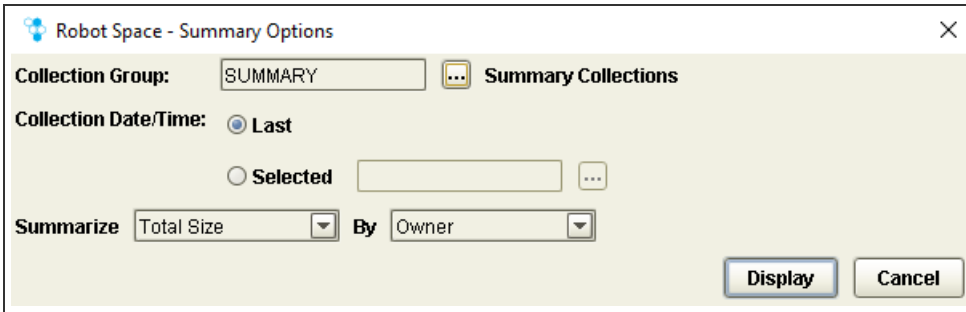 Robot Space - Summary Options
Collection Group: SUMMARY ... Summary Collections
Collection Date/Time: Last
Selected ...
Summarize Total Size By Owner
Display Cancel